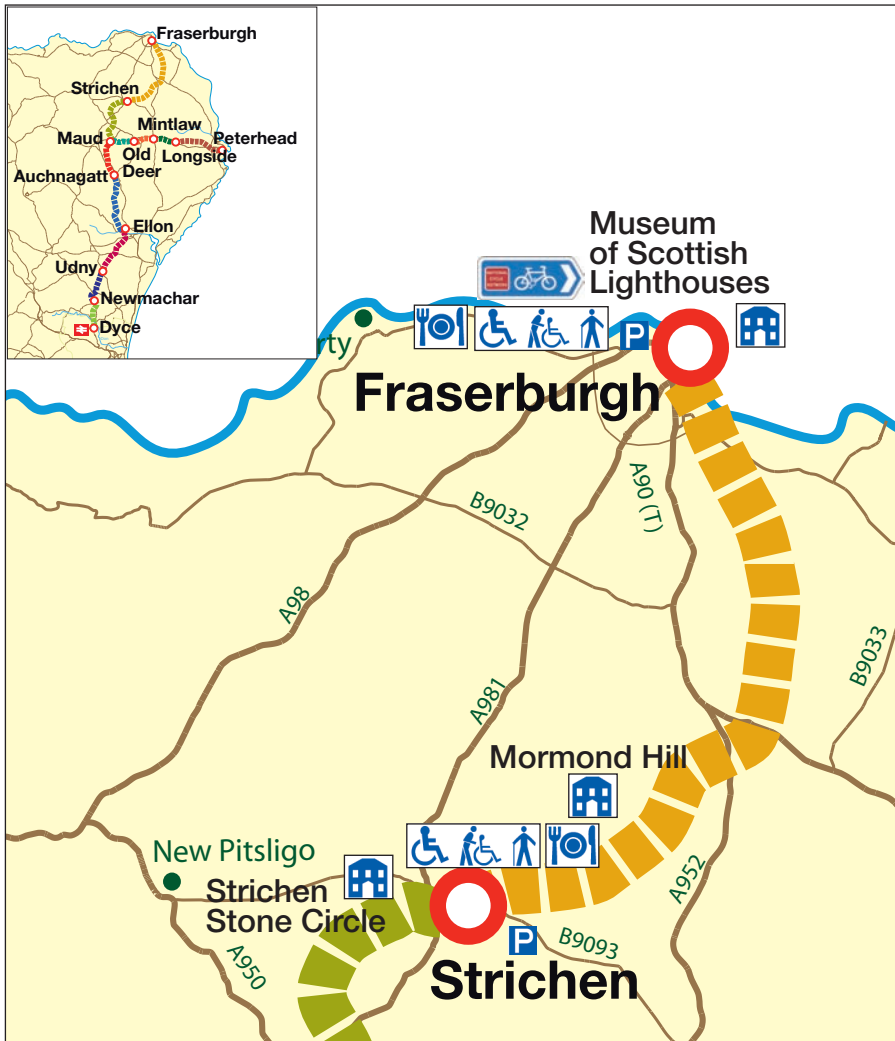 Fraserburgh
Strichen
Mintlaw
Maud
Peterhead
Old
Deer
Longside
Auchnagatt
Ellon
Udny
Newmachar
Dyce
Museum
of Scottish
Lighthouses
P
rty
Fraserburgh
A90 (T)
B9032
A98
B9033
A981
Mormond Hill
New Pitsligo
Strichen
Stone Circle
A952
P
B9093
A950
Strichen